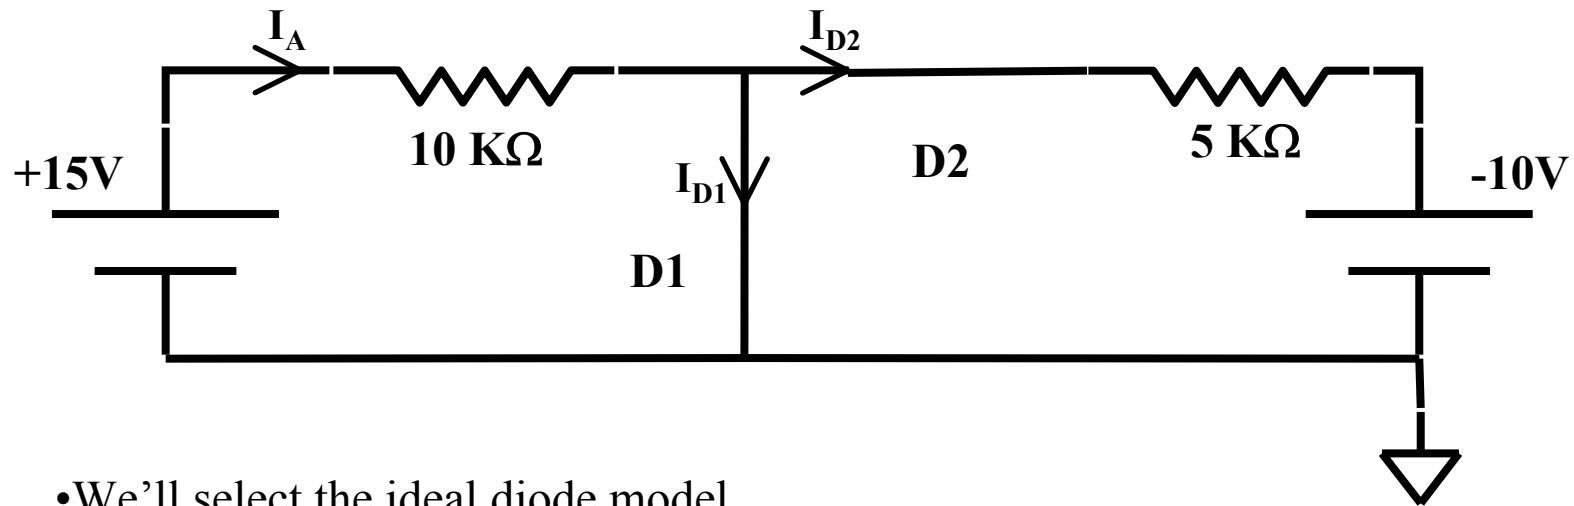 I_A
I_D2
10 KΩ
5 KΩ
D2
+15V
-10V
I_D1
D1
•We’ll select the ideal diode model